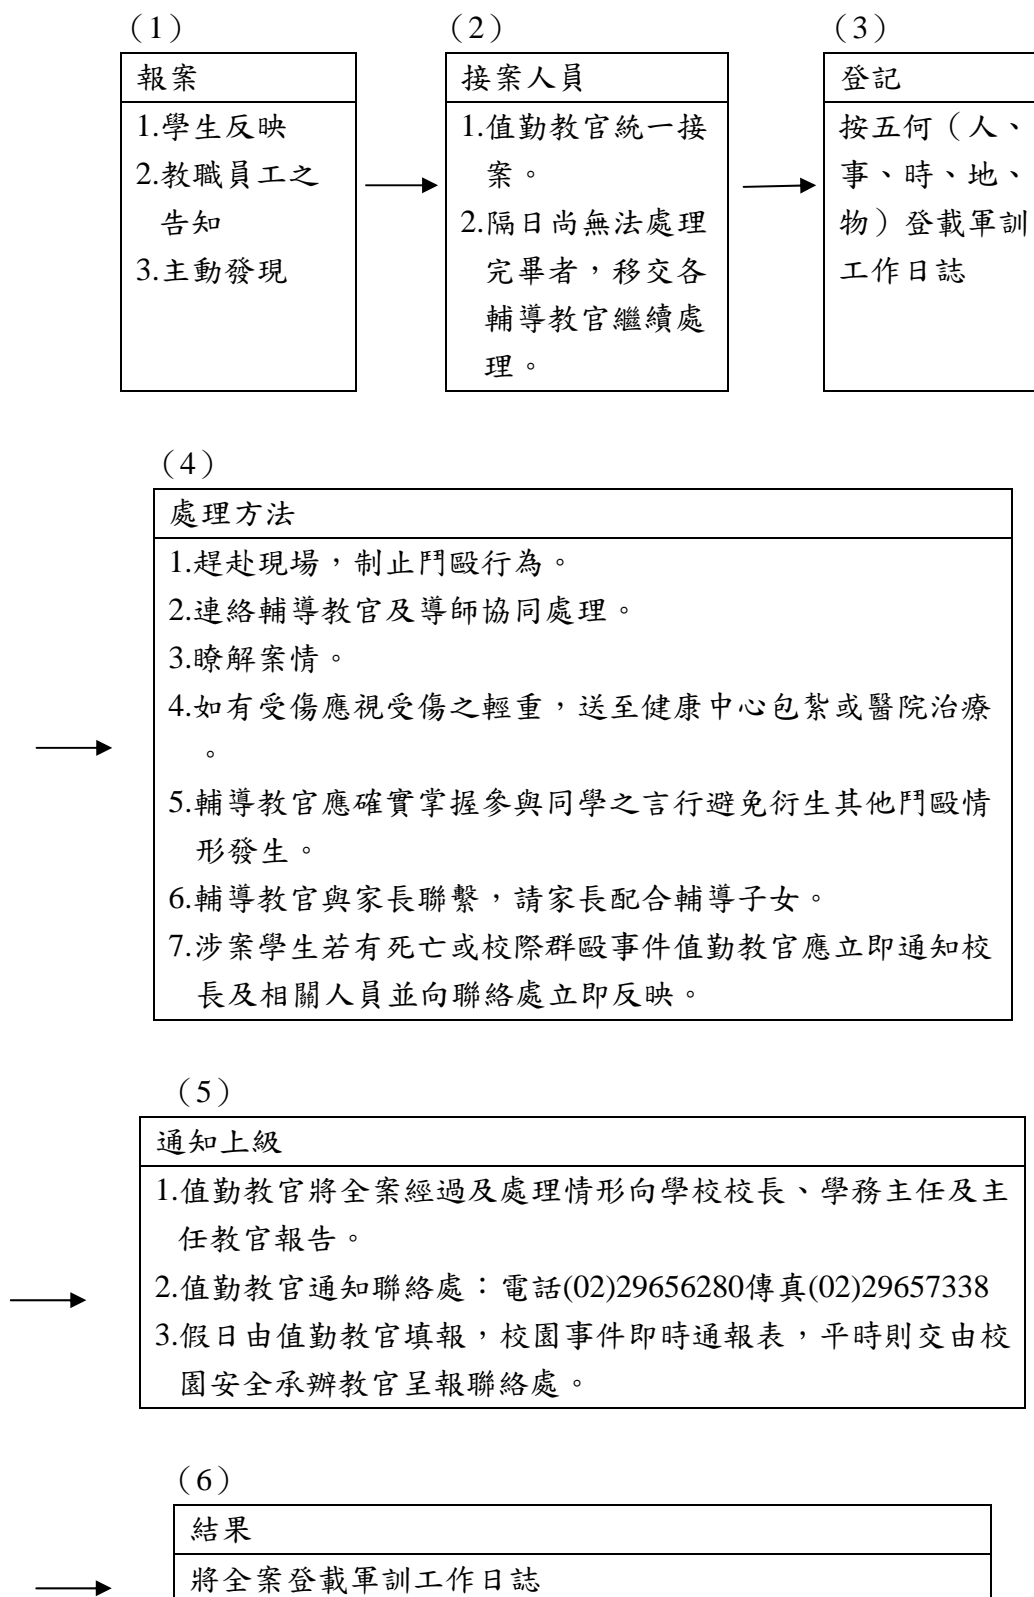 （1）
報案
1.學生反映
2.教職員工之
告知
3.主動發現
（2）
接案人員
1.值勤教官統一接
案。
2.隔日尚無法處理
完畢者，移交各
輔導教官繼續處
理。
（3）
登記
按五何（人、
事、時、地、
物）登載軍訓
工作日誌
（4）
處理方法
1.趕赴現場，制止鬥毆行為。
2.連絡輔導教官及導師協同處理。
3.瞭解案情。
4.如有受傷應視受傷之輕重，送至健康中心包紮或醫院治療
。
5.輔導教官應確實掌握參與同學之言行避免衍生其他鬥毆情
形發生。
6.輔導教官與家長聯繫，請家長配合輔導子女。
7.涉案學生若有死亡或校際群毆事件值勤教官應立即通知校
長及相關人員並向聯絡處立即反映。
（5）
通知上級
1.值勤教官將全案經過及處理情形向學校校長、學務主任及主
任教官報告。
2.值勤教官通知聯絡處：電話(02)29656280傳真(02)29657338
3.假日由值勤教官填報，校園事件即時通報表，平時則交由校
園安全承辦教官呈報聯絡處。
（6）
結果
將全案登載軍訓工作日誌